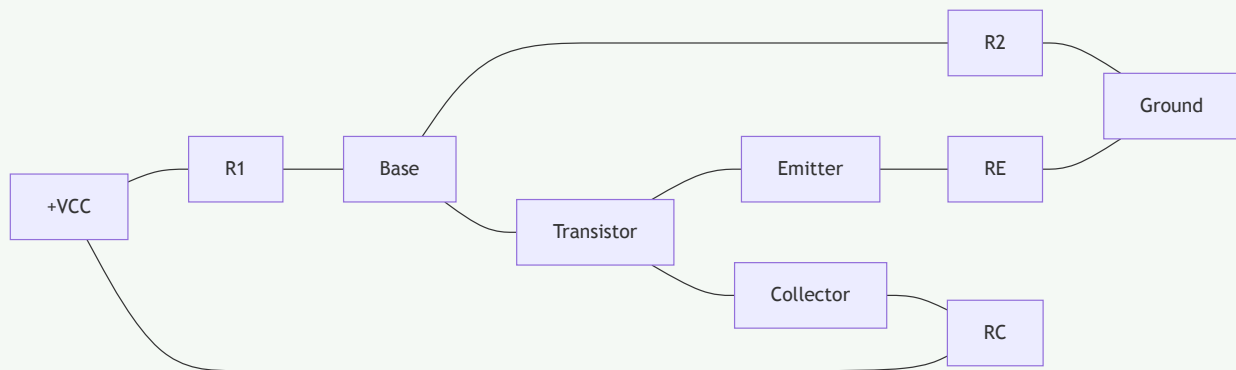 R2
Ground
R1
Base
Emitter
RE
+VCC
Transistor
Collector
RC